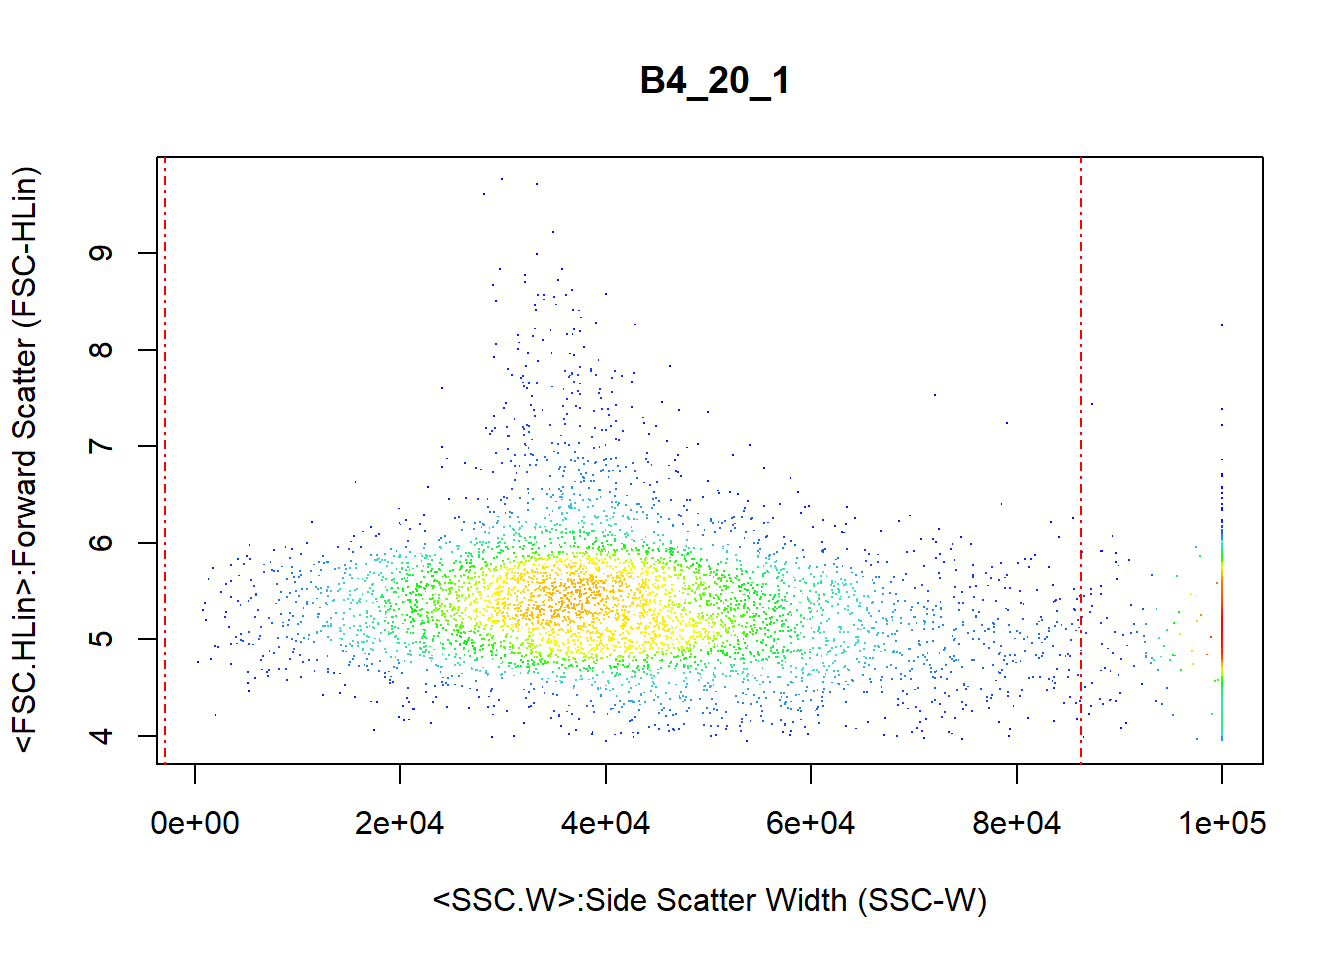 B4_20_1
<FSC.HLin>:Forward Scatter (FSC-HLin)
9
8
7
6
5
4
0e+00 2e+04 4e+04 6e+04 8e+04 1e+05
<SSC.W>:Side Scatter Width (SSC-W)